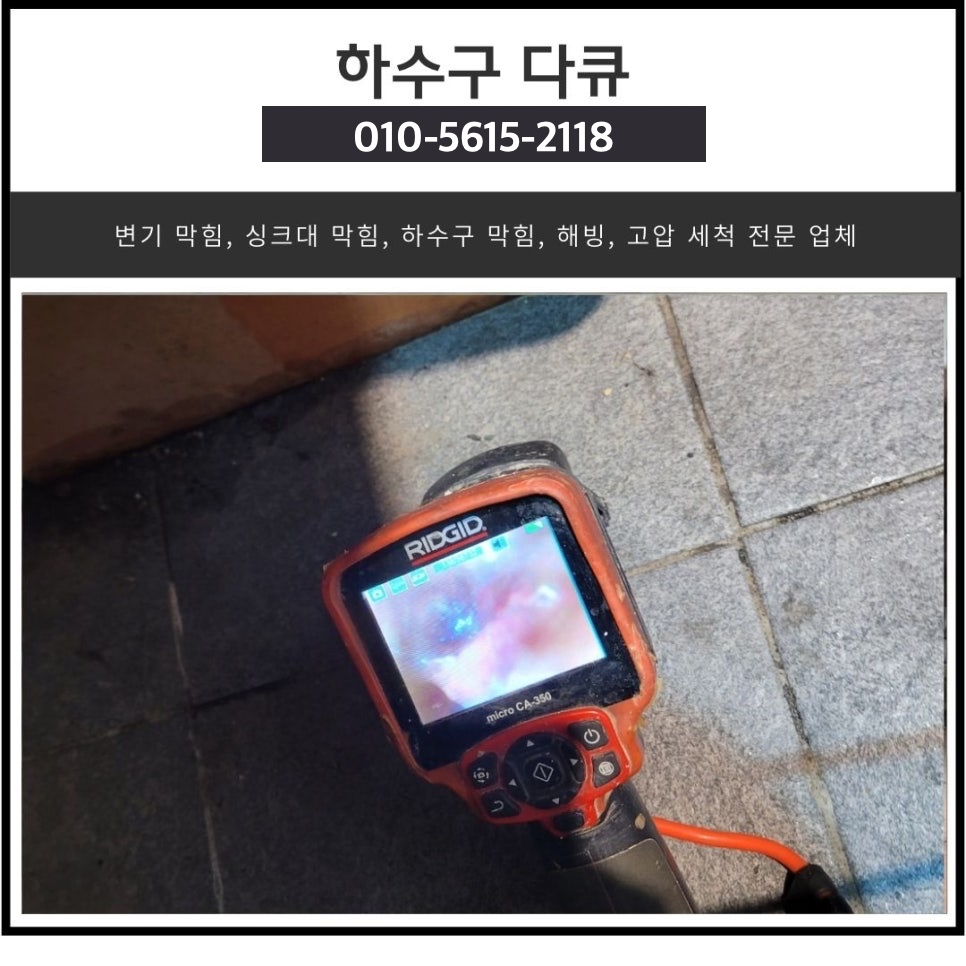 하수구 다큐
010-5615-2118
변기 막힘, 싱크대 막힘, 하수구 막힘, 해빙, 고압 세척 전문 업체
RIDGID
micro CA-350